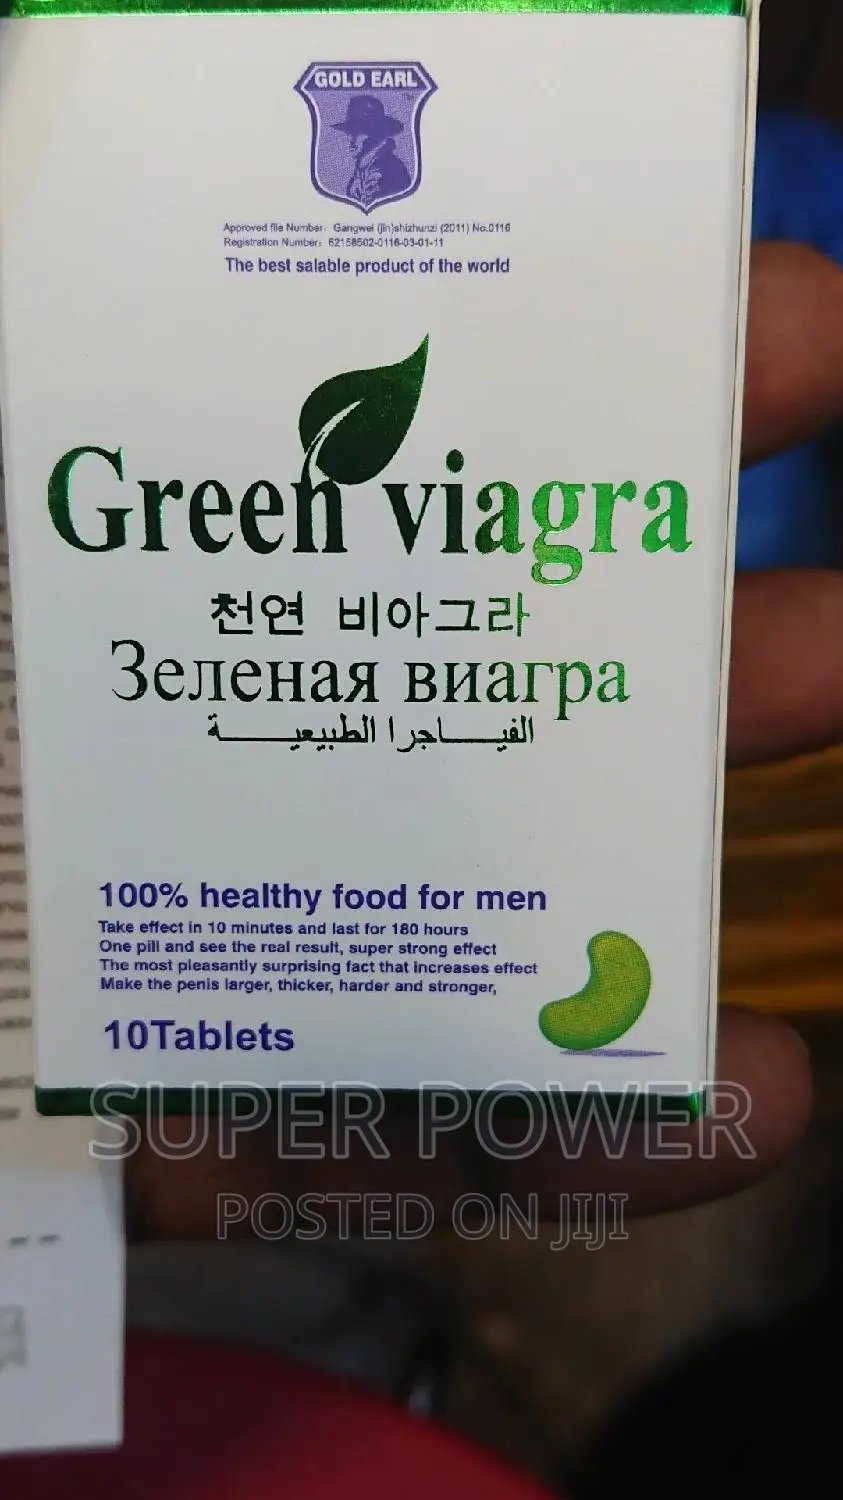 GOLD EARL
TM
Approved file Number: Gangwei (jin)shizhunzi (2011) No.0116
Registration Number: 62158502-0116-03-01-11
The best salable product of the world
Green viagra
천연 비아그라
Зеленая виагра
الفيـــاجرا الطبيعيـــة
100% healthy food for men
Take effect in 10 minutes and last for 180 hours
One pill and see the real result, super strong effect
The most pleasantly surprising fact that increases effect
Make the penis larger, thicker, harder and stronger,
10Tablets
SUPER POWER
POSTED ON JIJI